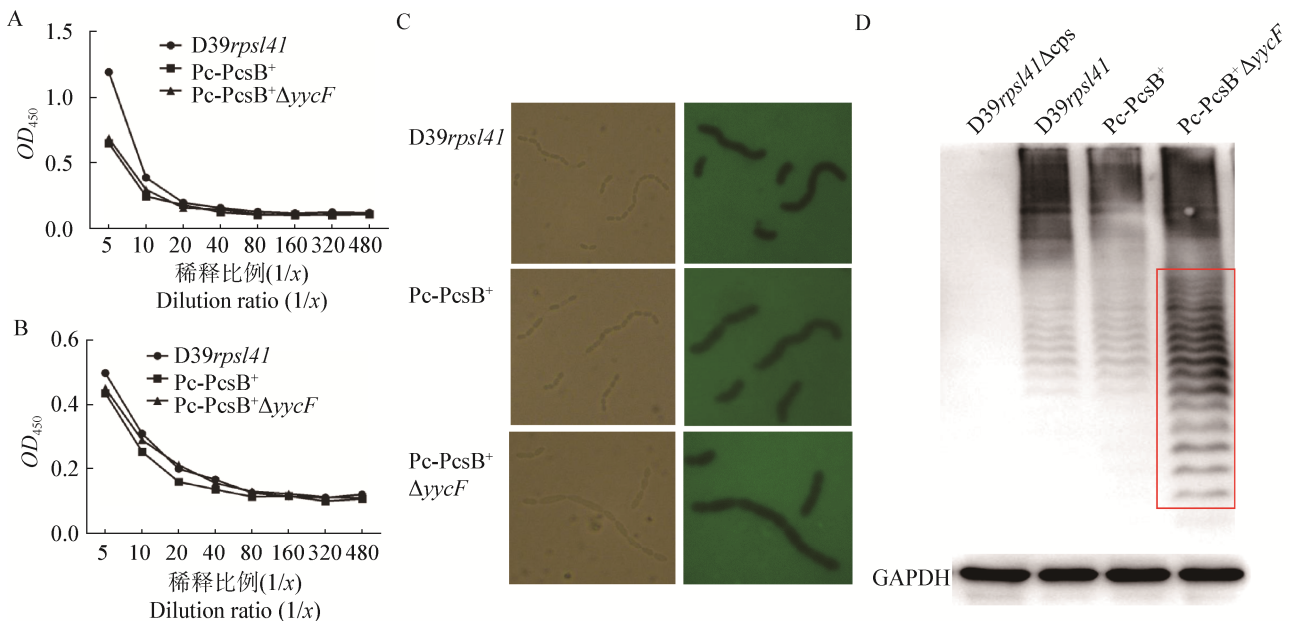 A
1.5
1.0
0.5
0.0
OD450
D39rpsl41
Pc-PcsB+
Pc-PcsB+ΔyycF
5 10 20 40 80 160 320 480
稀释比例(1/x)
Dilution ratio (1/x)
B
0.6
0.4
0.2
0.0
OD450
D39rpsl41
Pc-PcsB+
Pc-PcsB+ΔyycF
5 10 20 40 80 160 320 480
稀释比例(1/x)
Dilution ratio (1/x)
C
D39rpsl41
Pc-PcsB+
Pc-PcsB+
ΔyycF
D
D39rpsl41Δcps
D39rpsl41
Pc-PcsB+
Pc-PcsB+ΔyycF
GAPDH